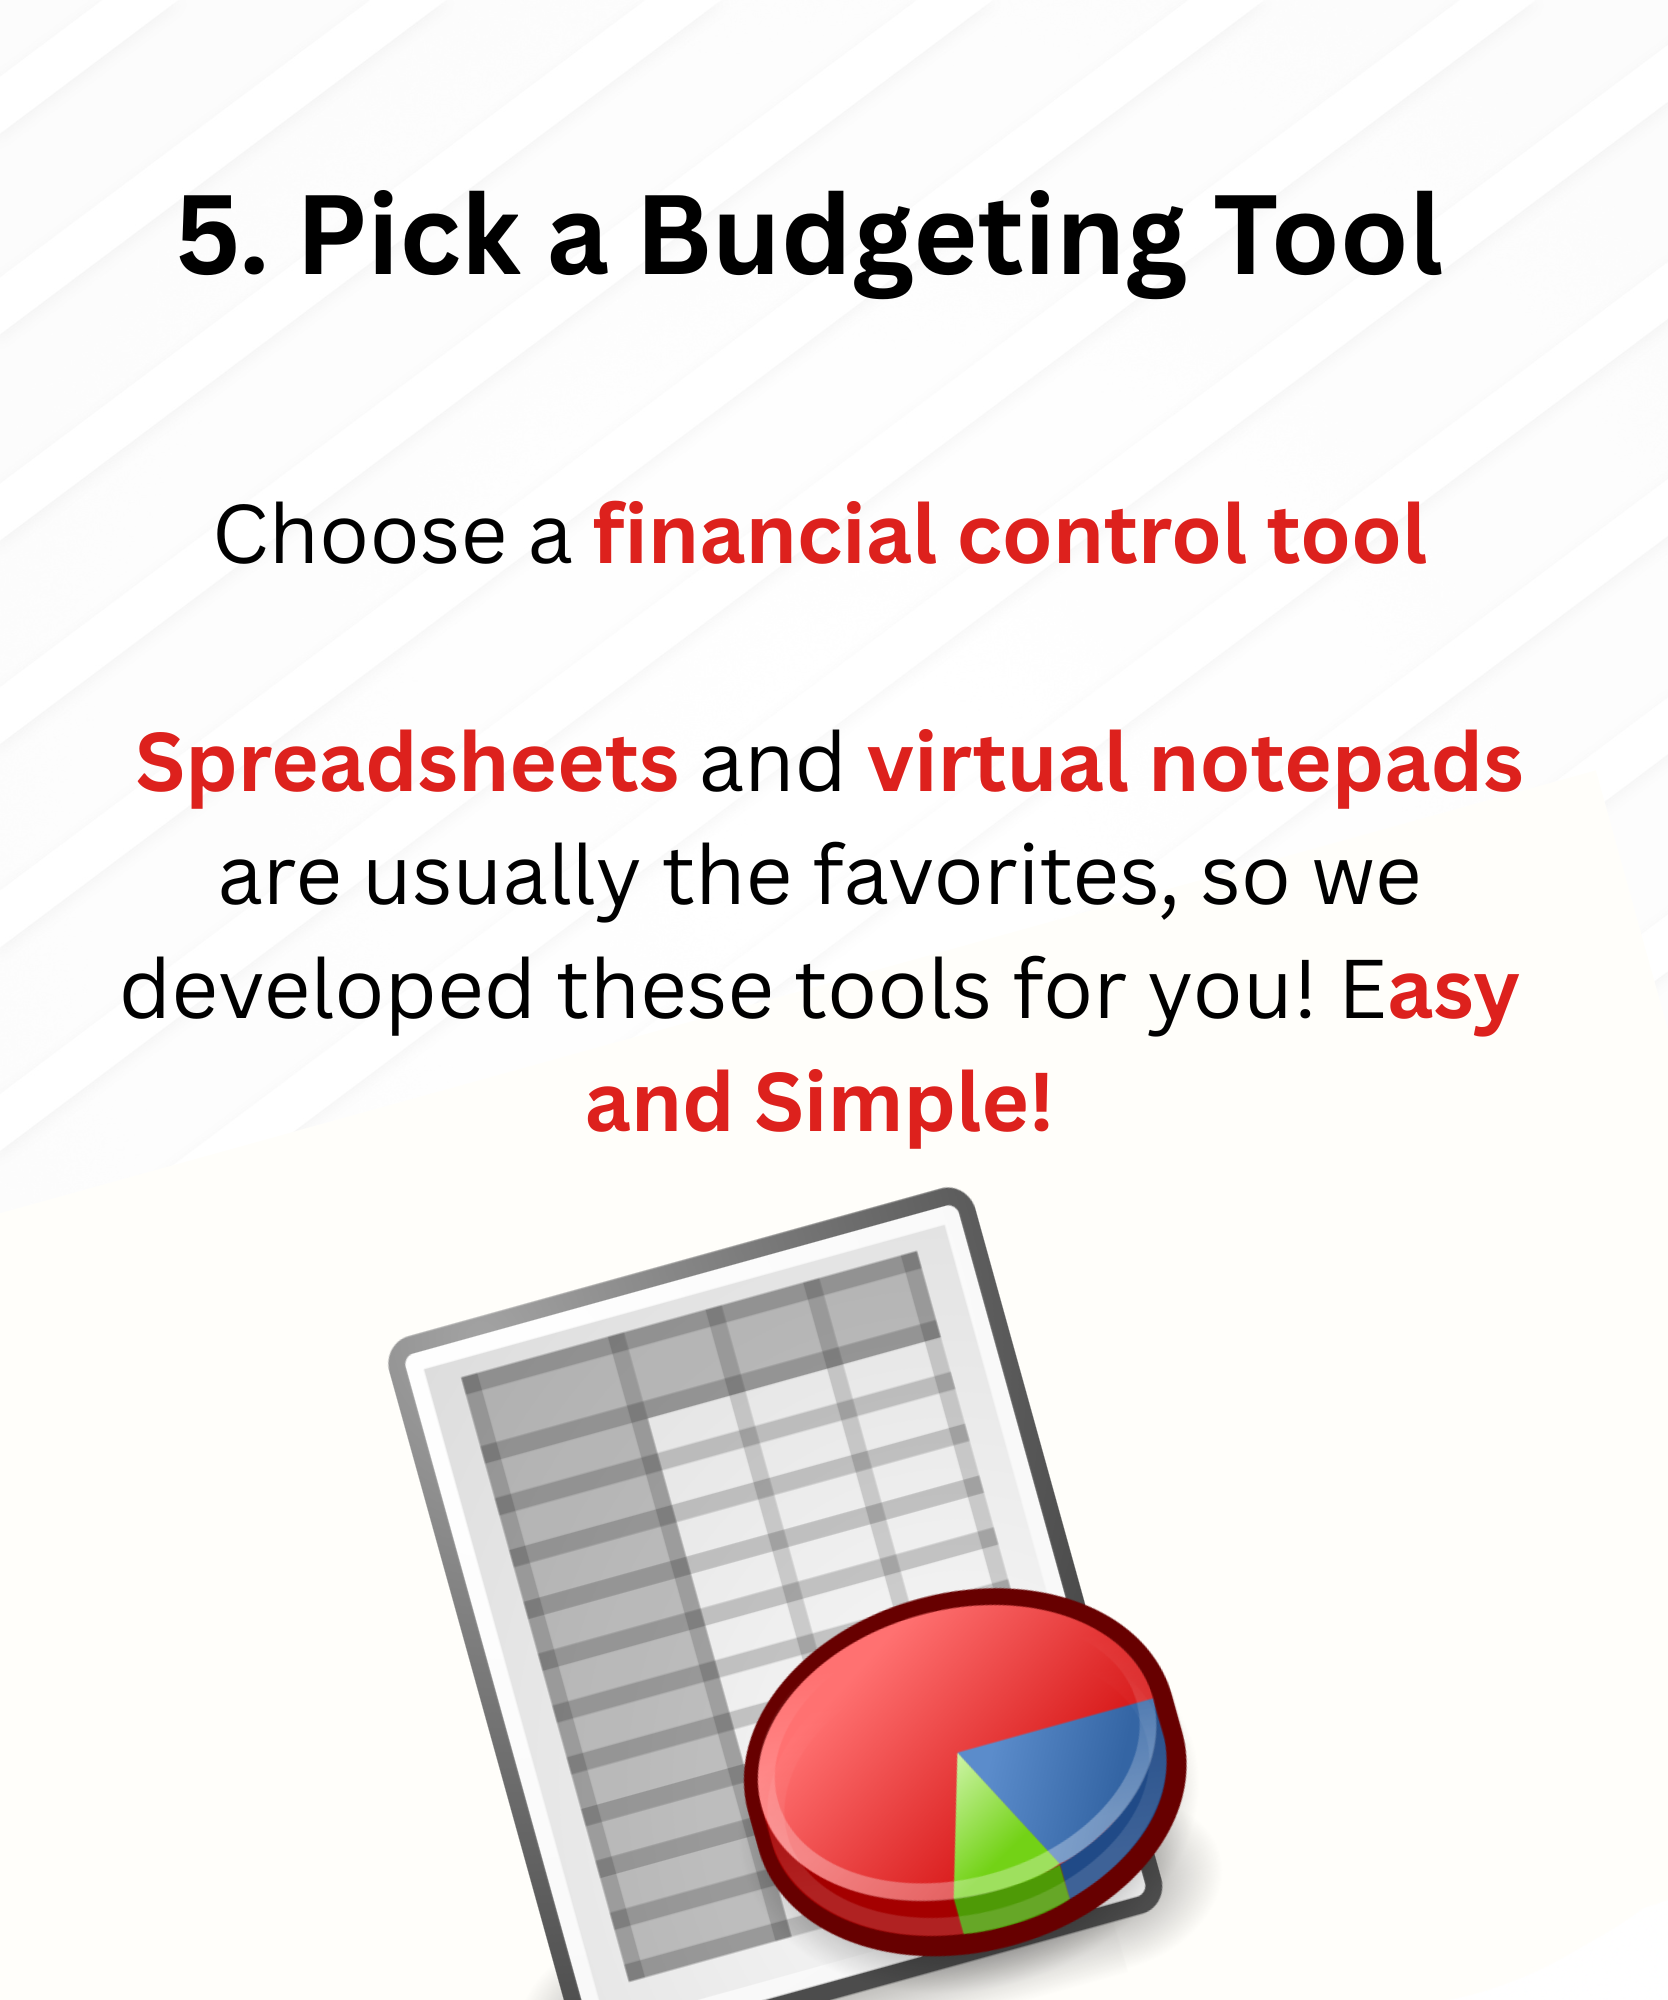 5. Pick a Budgeting Tool
Choose a financial control tool
Spreadsheets and virtual notepads
are usually the favorites, so we
developed these tools for you! Easy
and Simple!